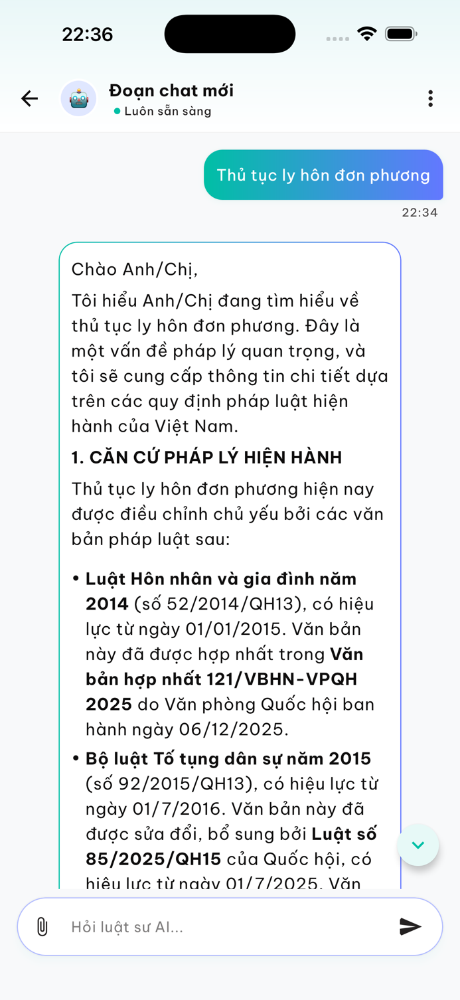 22:36
Đoạn chat mới
Luôn sẵn sàng
Thủ tục ly hôn đơn phương
22:34
Chào Anh/Chị,
Tôi hiểu Anh/Chị đang tìm hiểu về
thủ tục ly hôn đơn phương. Đây là
một vấn đề pháp lý quan trọng, và
tôi sẽ cung cấp thông tin chi tiết dựa
trên các quy định pháp luật hiện
hành của Việt Nam.
1. CĂN CỨ PHÁP LÝ HIỆN HÀNH
Thủ tục ly hôn đơn phương hiện nay
được điều chỉnh chủ yếu bởi các văn
bản pháp luật sau:
• Luật Hôn nhân và gia đình năm
2014 (số 52/2014/QH13), có hiệu
lực từ ngày 01/01/2015. Văn bản
này đã được hợp nhất trong Văn
bản hợp nhất 121/VBHN-VPQH
2025 do Văn phòng Quốc hội ban
hành ngày 06/12/2025.
• Bộ luật Tố tụng dân sự năm 2015
(số 92/2015/QH13), có hiệu lực từ
ngày 01/7/2016. Văn bản này đã
được sửa đổi, bổ sung bởi Luật số
85/2025/QH15 của Quốc hội, có
hiệu lực từ ngày 01/7/2025. Văn
Hỏi luật sư AI...